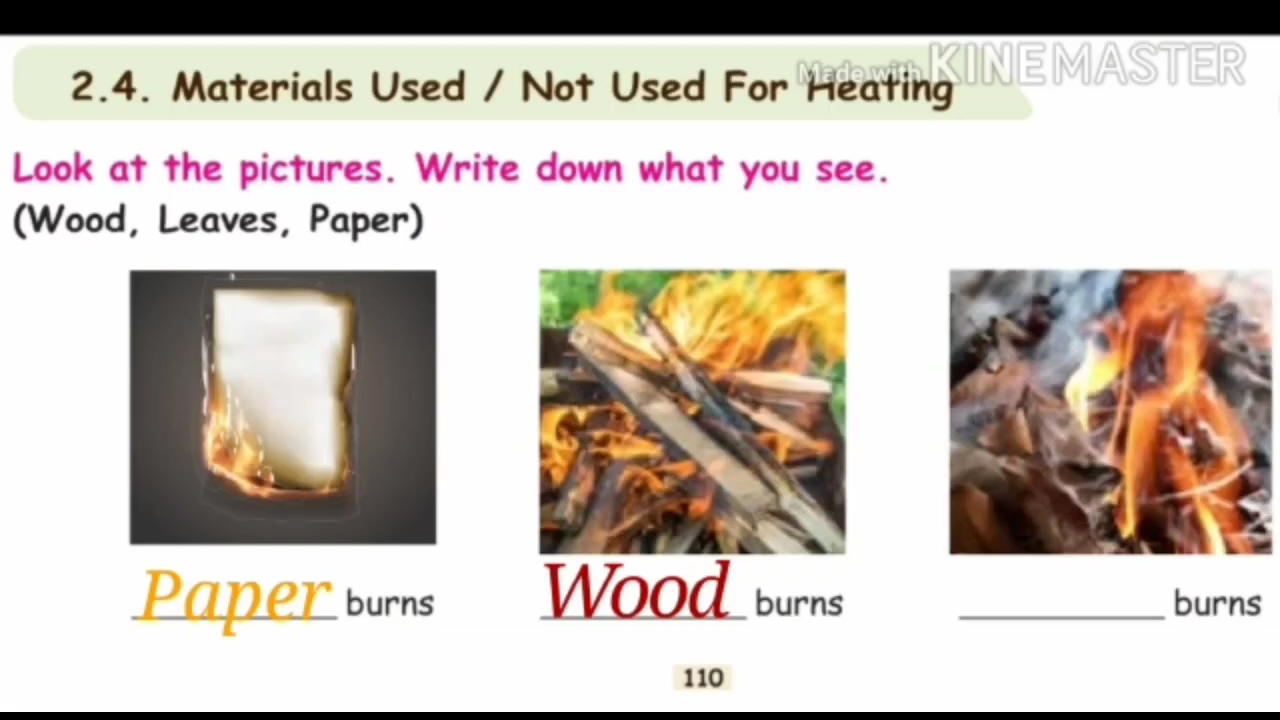 Made with KINEMASTER
2.4. Materials Used / Not Used For Heating
Look at the pictures. Write down what you see.
(Wood, Leaves, Paper)
Paper burns Wood burns ____________ burns
110